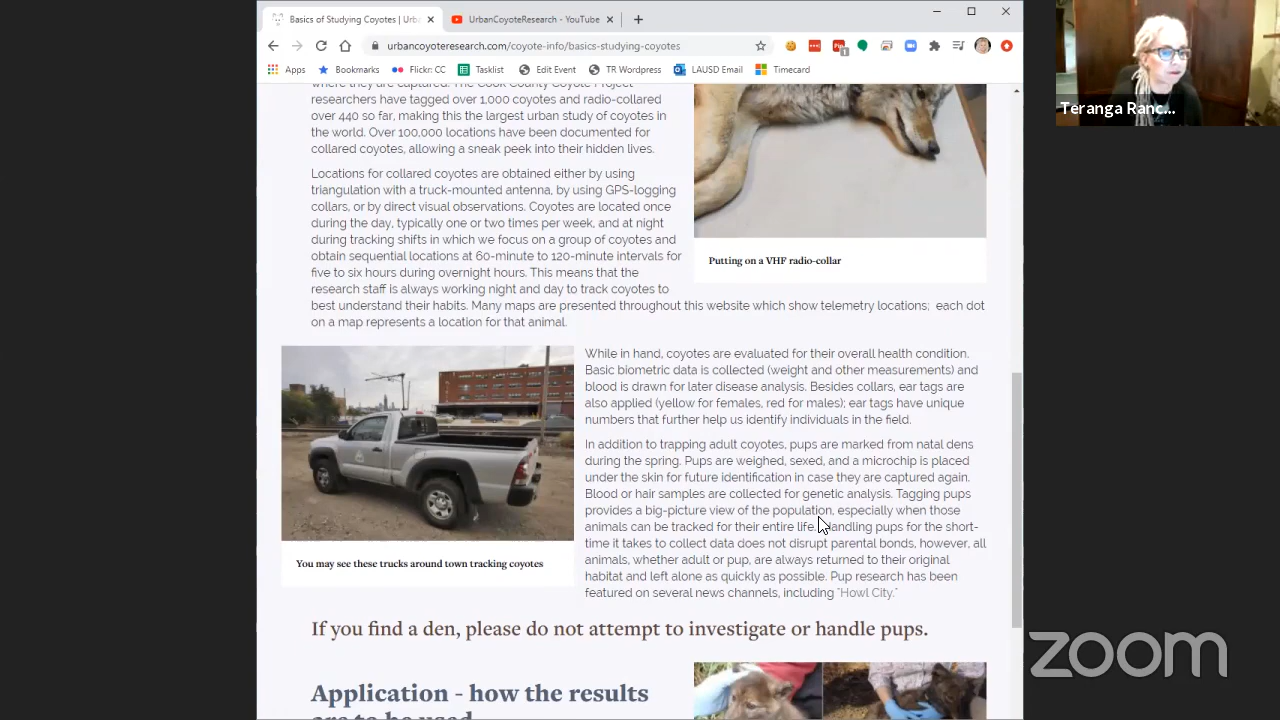 Basics of Studying Coyotes | Urb
UrbanCoyoteResearch - YouTube
urbancoyoteresearch.com/coyote-info/basics-studying-coyotes
Apps
Bookmarks
Flickr: CC
Tasklist
Edit Event
TR Wordpress
LAUSD Email
Timecard
Teranga Ranc...
where they are captured. The Cook County Coyote Project
researchers have tagged over 1,000 coyotes and radio-collared
over 440 so far, making this the largest urban study of coyotes in
the world. Over 100,000 locations have been documented for
collared coyotes, allowing a sneak peek into their hidden lives.
Locations for collared coyotes are obtained either by using
triangulation with a truck-mounted antenna, by using GPS-logging
collars, or by direct visual observations. Coyotes are located once
during the day, typically one or two times per week, and at night
during tracking shifts in which we focus on a group of coyotes and
obtain sequential locations at 60-minute to 120-minute intervals for
five to six hours during overnight hours. This means that the
research staff is always working night and day to track coyotes to
best understand their habits. Many maps are presented throughout this website which show telemetry locations; each dot
on a map represents a location for that animal.
Putting on a VHF radio-collar
You may see these trucks around town tracking coyotes
While in hand, coyotes are evaluated for their overall health condition.
Basic biometric data is collected (weight and other measurements) and
blood is drawn for later disease analysis. Besides collars, ear tags are
also applied (yellow for females, red for males); ear tags have unique
numbers that further help us identify individuals in the field.
In addition to trapping adult coyotes, pups are marked from natal dens
during the spring. Pups are weighed, sexed, and a microchip is placed
under the skin for future identification in case they are captured again.
Blood or hair samples are collected for genetic analysis. Tagging pups
provides a big-picture view of the population, especially when those
animals can be tracked for their entire life. Handling pups for the short-
time it takes to collect data does not disrupt parental bonds, however, all
animals, whether adult or pup, are always returned to their original
habitat and left alone as quickly as possible. Pup research has been
featured on several news channels, including "Howl City."
If you find a den, please do not attempt to investigate or handle pups.
Application - how the results
are to be used
zoom